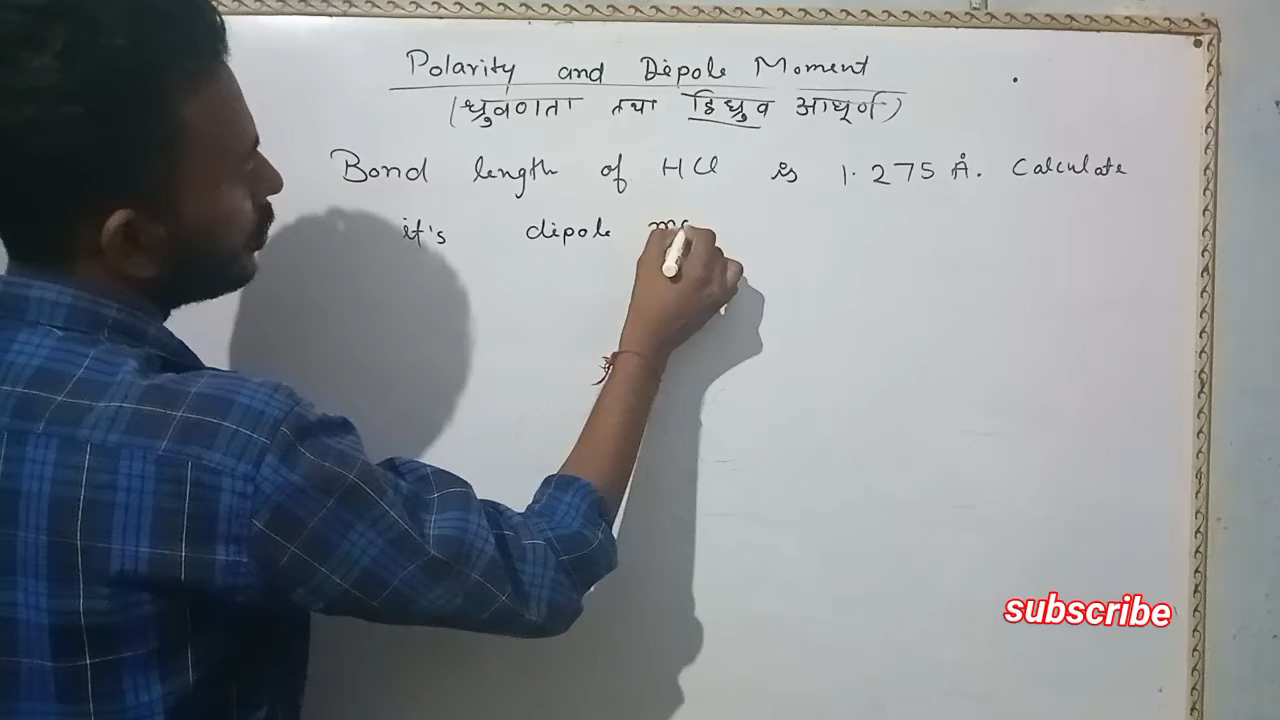 Polarity and Dipole Moment
(ध्रुवणता तथा द्विध्रुव आघूर्ण)
Bond length of HCl is 1.275 Å. Calculate
it's dipole
subscribe